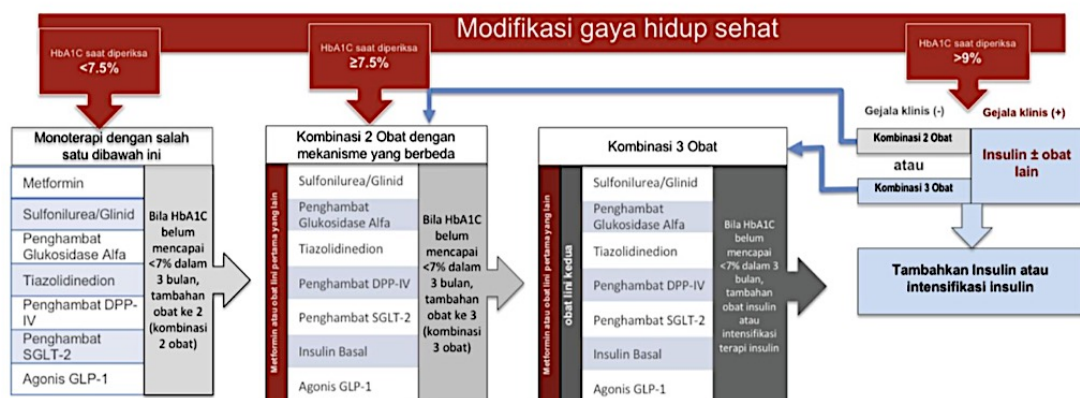 Modifikasi gaya hidup sehat
HbA1C saat diperiksa
<7.5%
HbA1C saat diperiksa
≥7.5%
HbA1C saat diperiksa
>9%
Monoterapi dengan salah
satu dibawah ini
Metformin
Sulfonilurea/Glinid
Penghambat
Glukosidase Alfa
Tiazolidinedion
Penghambat DPP-
IV
Penghambat
SGLT-2
Agonis GLP-1
Bila HbA1C
belum
mencapai
<7% dalam
3 bulan,
tambahan
obat ke 2
(kombinasi
2 obat)
Kombinasi 2 Obat dengan
mekanisme yang berbeda
Metformin atau obat lini pertama yang lain
Sulfonilurea/Glinid
Penghambat
Glukosidase Alfa
Tiazolidinedion
Penghambat DPP-IV
Penghambat SGLT-2
Insulin Basal
Agonis GLP-1
Bila HbA1C
belum
mencapai
<7% dalam
3 bulan,
tambahan
obat ke 3
(kombinasi
3 obat)
Kombinasi 3 Obat
Metformin atau obat lini pertama yang lain
obat lini kedua
Sulfonilurea/Glinid
Penghambat
Glukosidase Alfa
Tiazolidinedion
Penghambat DPP-IV
Penghambat SGLT-2
Insulin Basal
Agonis GLP-1
Bila HbA1C
belum
mencapai
<7% dalam 3
bulan,
tambahan
obat insulin
atau
intensifikasi
terapi insulin
Gejala klinis (-)
Gejala klinis (+)
Kombinasi 2 Obat
atau
Kombinasi 3 Obat
Insulin ± obat
lain
Tambahkan Insulin atau
intensifikasi insulin